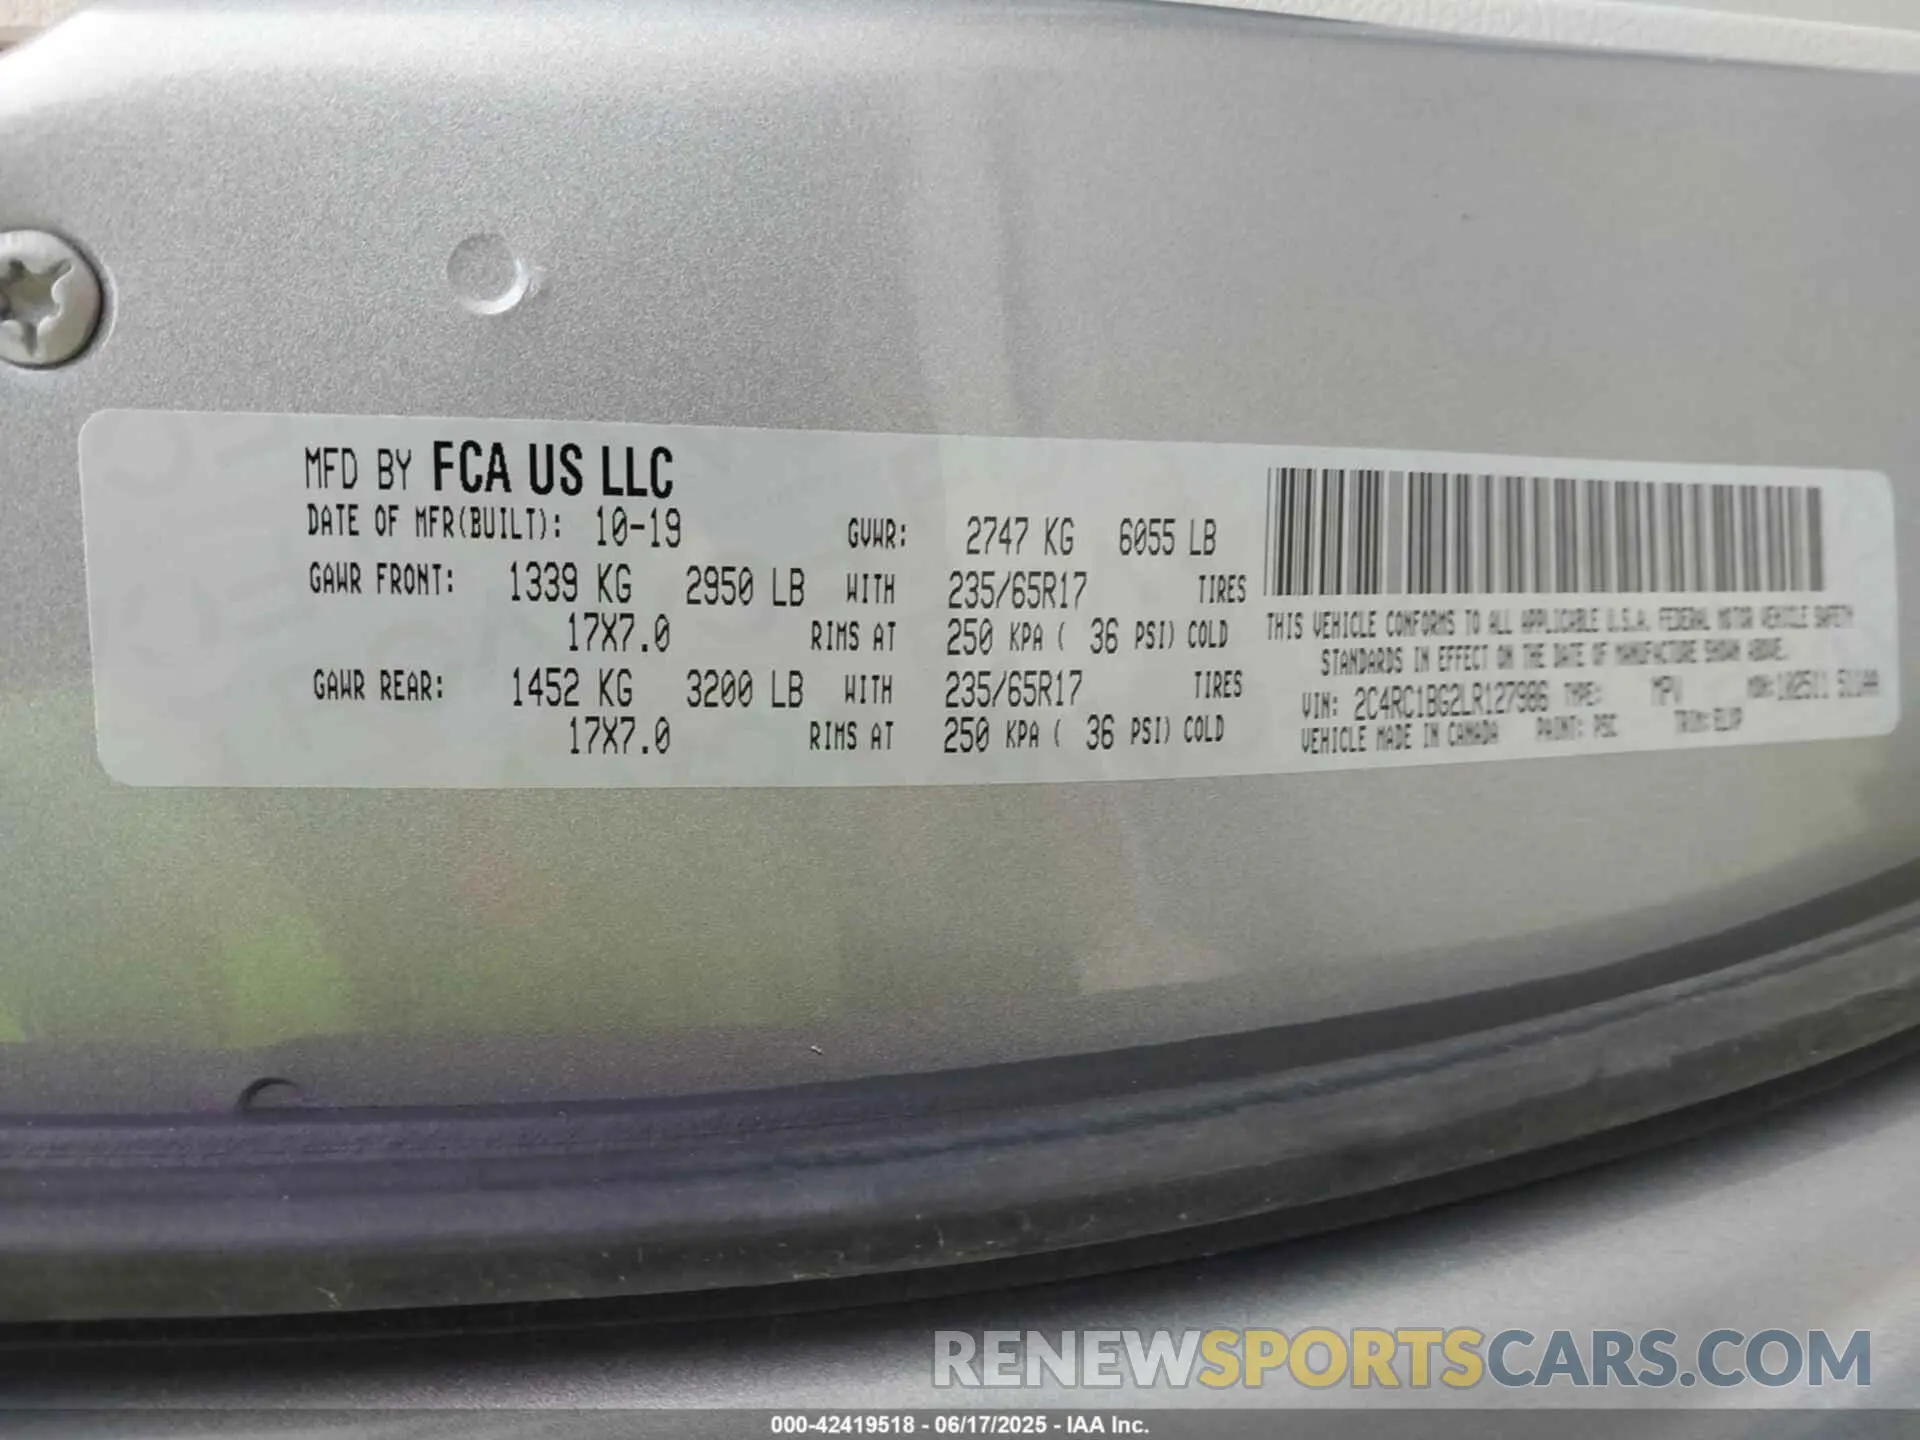 MFD BY FCA US LLC
DATE OF MFR(BUILT): 10-19 GVWR: 2747 KG 6055 LB
GAWR FRONT: 1339 KG 2950 LB WITH 235/65R17 TIRES
17X7.0 RIMS AT 250 KPA ( 36 PSI) COLD
GAWR REAR: 1452 KG 3200 LB WITH 235/65R17 TIRES
17X7.0 RIMS AT 250 KPA ( 36 PSI) COLD
THIS VEHICLE CONFORMS TO ALL APPLICABLE U.S.A. FEDERAL MOTOR VEHICLE SAFETY
STANDARDS IN EFFECT ON THE DATE OF MANUFACTURE SHOWN ABOVE.
VIN: 2C4RC1BG2LR127986 TYPE: MPV MDH:102511 511AA
VEHICLE MADE IN CANADA PAINT: PSC TRIM:
RENEWSPORTSCARS.COM
000-42419518 - 06/17/2025 - IAA Inc.